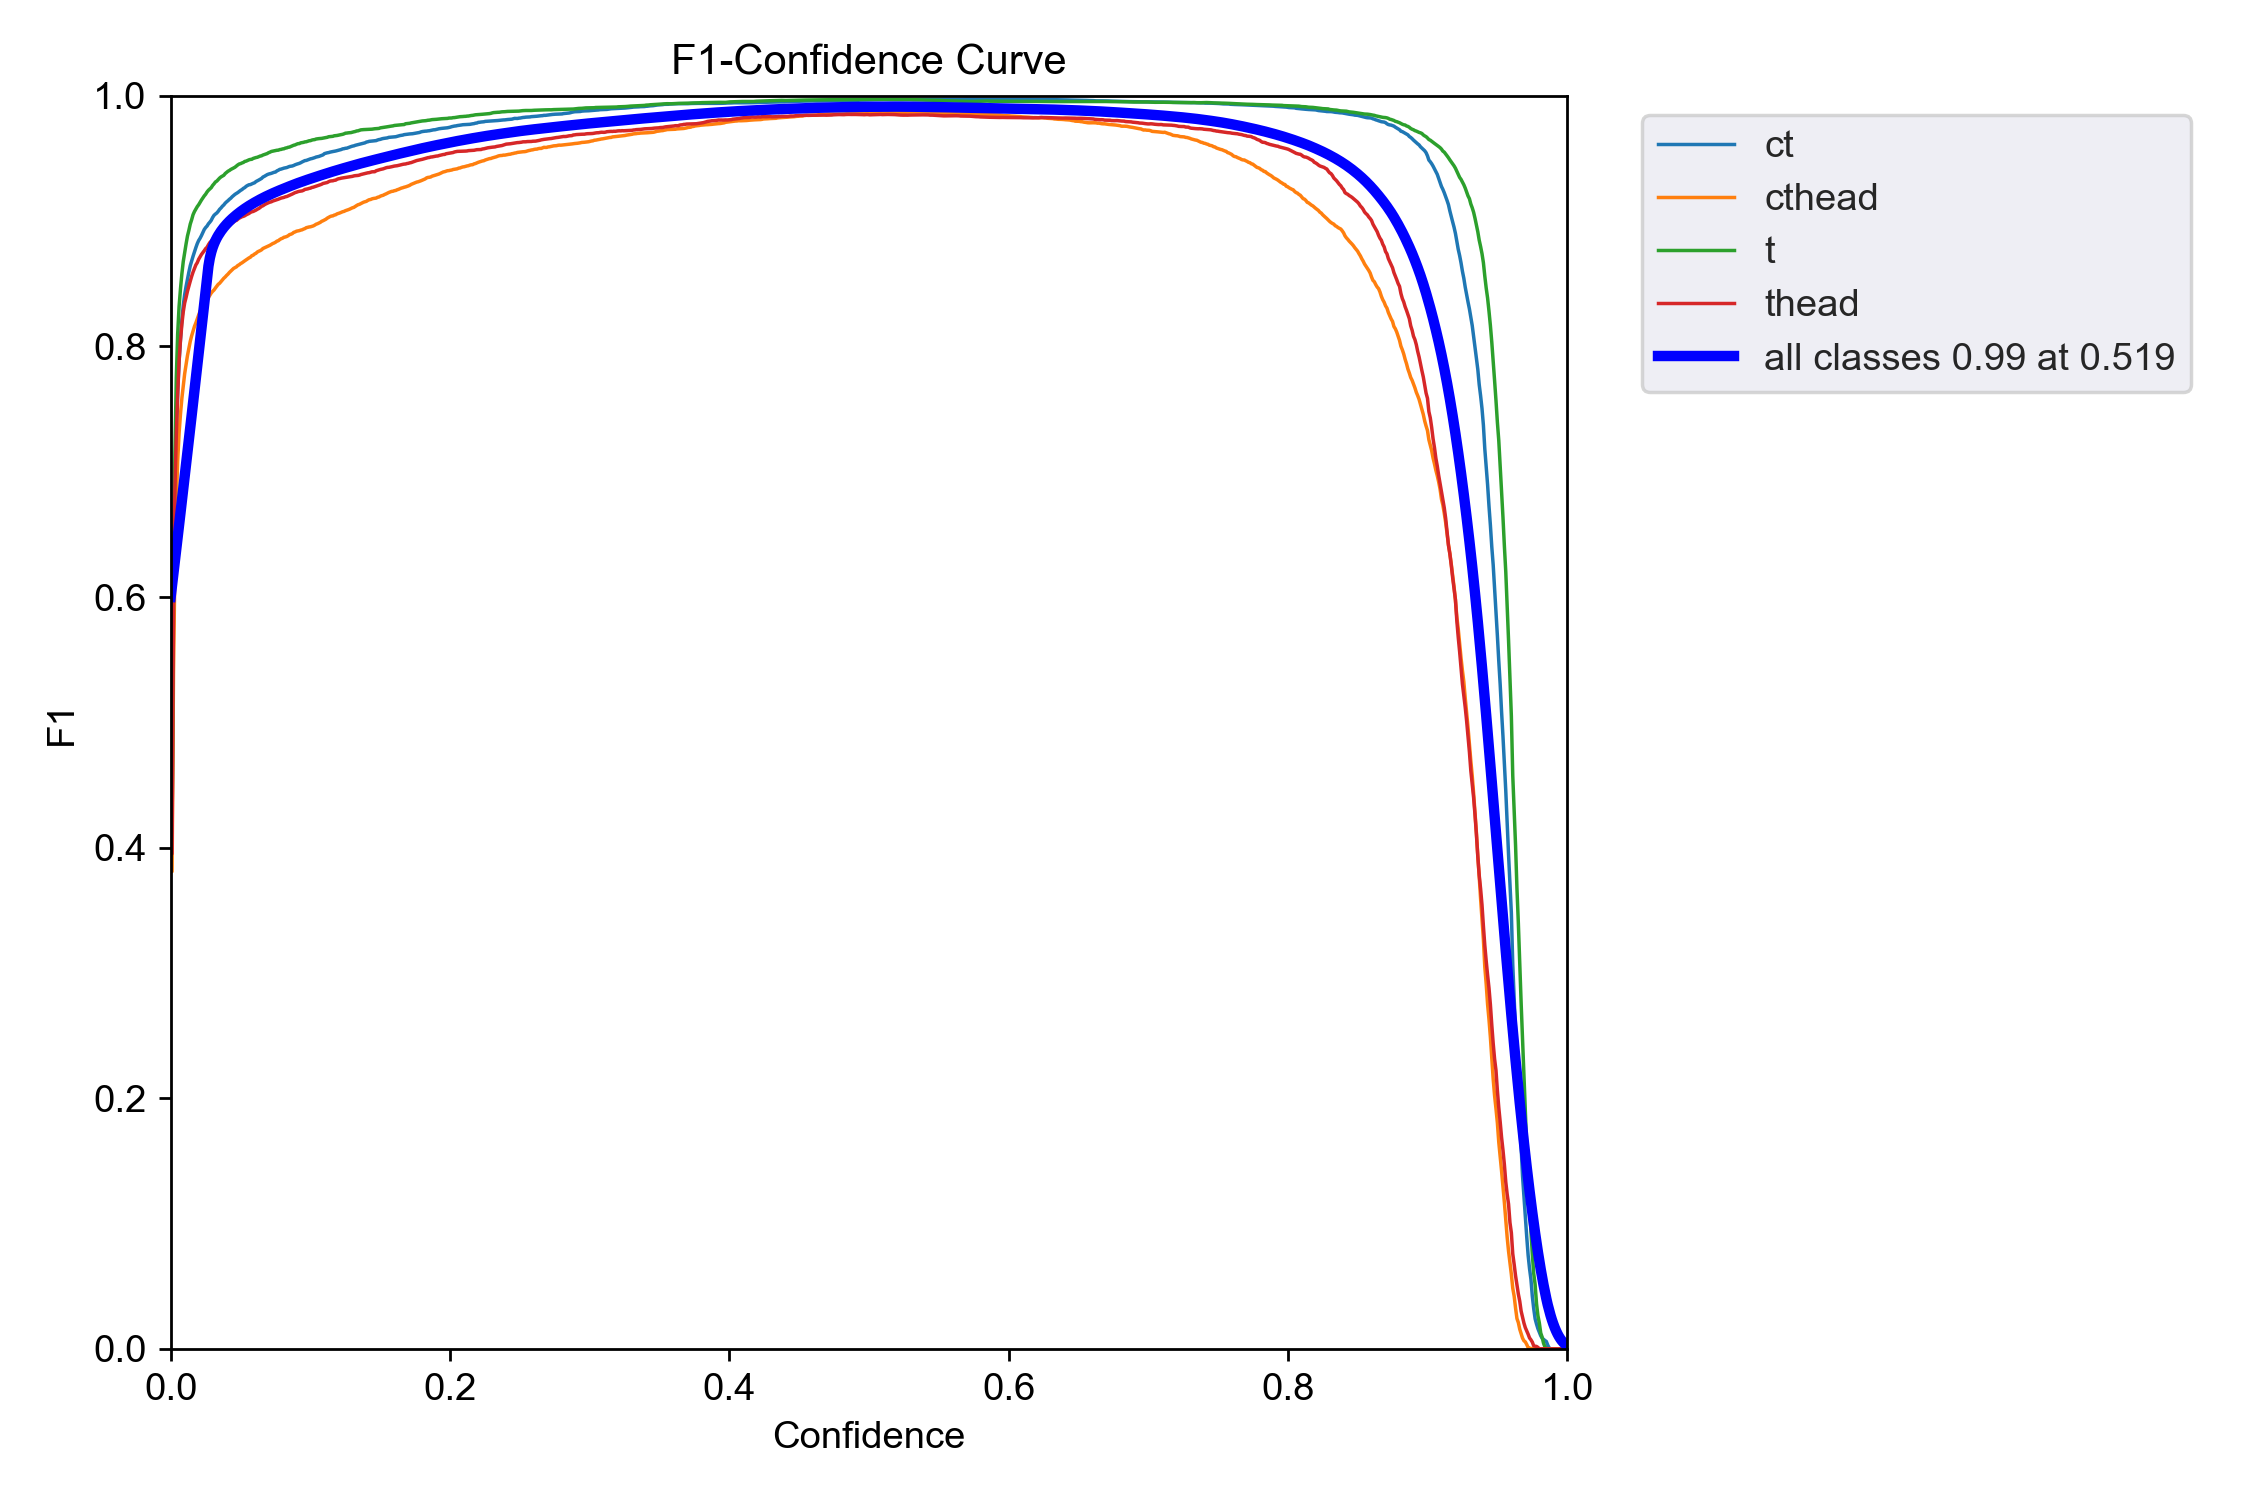 F1-Confidence Curve
1.0
0.8
0.6
0.4
0.2
0.0
F1
0.0 0.2 0.4 0.6 0.8 1.0
Confidence
ct
cthead
t
thead
all classes 0.99 at 0.519